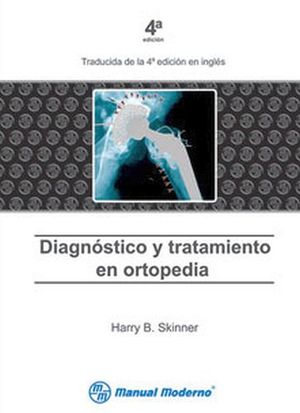 4ª
edición
Traducida de la 4ª edición en inglés
Diagnóstico y tratamiento
en ortopedia
Harry B. Skinner
Manual Moderno®